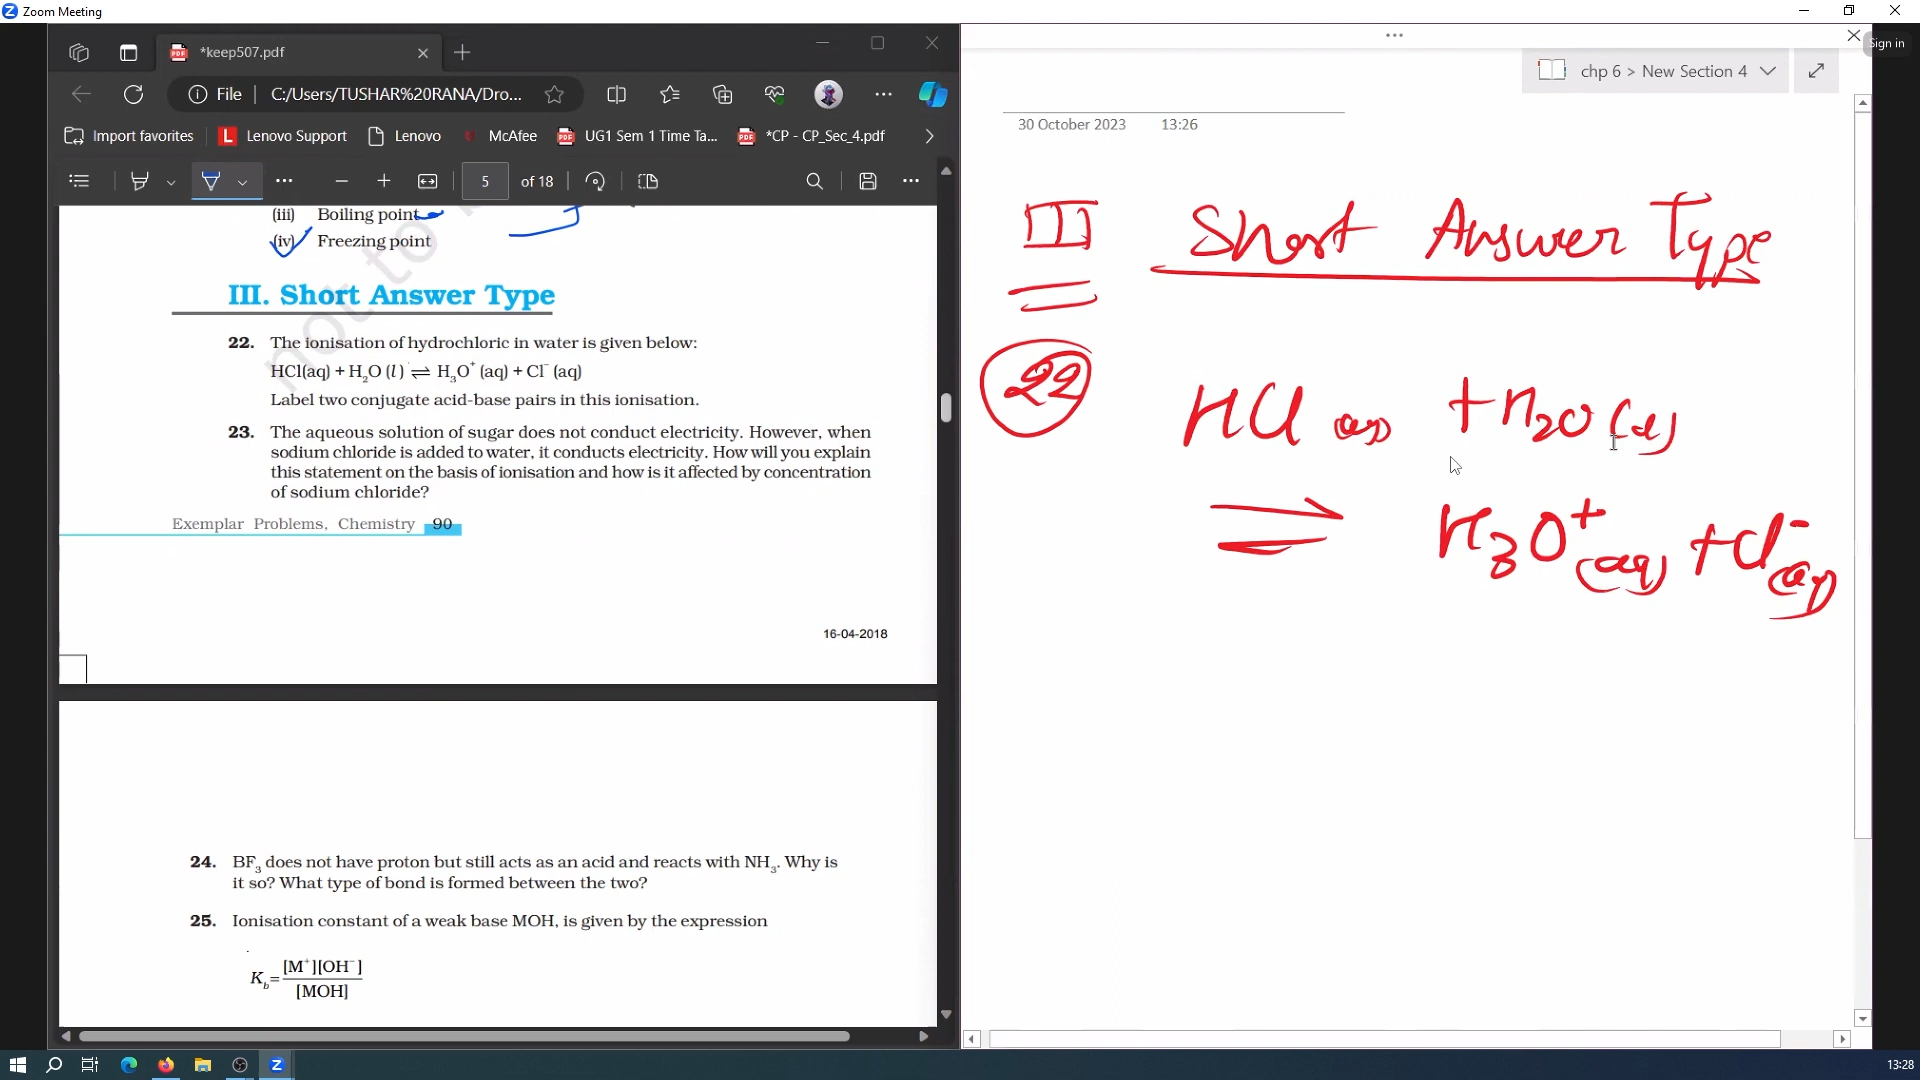 Zoom Meeting
*keep507.pdf
Sign in
File
C:/Users/TUSHAR%20RANA/Dro...
Import favorites
Lenovo Support
Lenovo
McAfee
UG1 Sem 1 Time Ta...
*CP - CP_Sec_4.pdf
5 of 18
(iii) Boiling point
(iv) Freezing point
not to
III. Short Answer Type
22. The ionisation of hydrochloric in water is given below:
HCl(aq) + H₂O (l) ⇌ H₃O⁺ (aq) + Cl⁻ (aq)
Label two conjugate acid-base pairs in this ionisation.
23. The aqueous solution of sugar does not conduct electricity. However, when
sodium chloride is added to water, it conducts electricity. How will you explain
this statement on the basis of ionisation and how is it affected by concentration
of sodium chloride?
Exemplar Problems, Chemistry 90
16-04-2018
24. BF₃ does not have proton but still acts as an acid and reacts with NH₃. Why is
it so? What type of bond is formed between the two?
25. Ionisation constant of a weak base MOH, is given by the expression
K_b = [M⁺][OH⁻]
[MOH]
chp 6 > New Section 4
30 October 2023 13:26
III Short Answer Type
22 HCl (aq) + H₂O (l)
⇌ H₃O⁺ (aq) + Cl⁻ (aq)
13:28